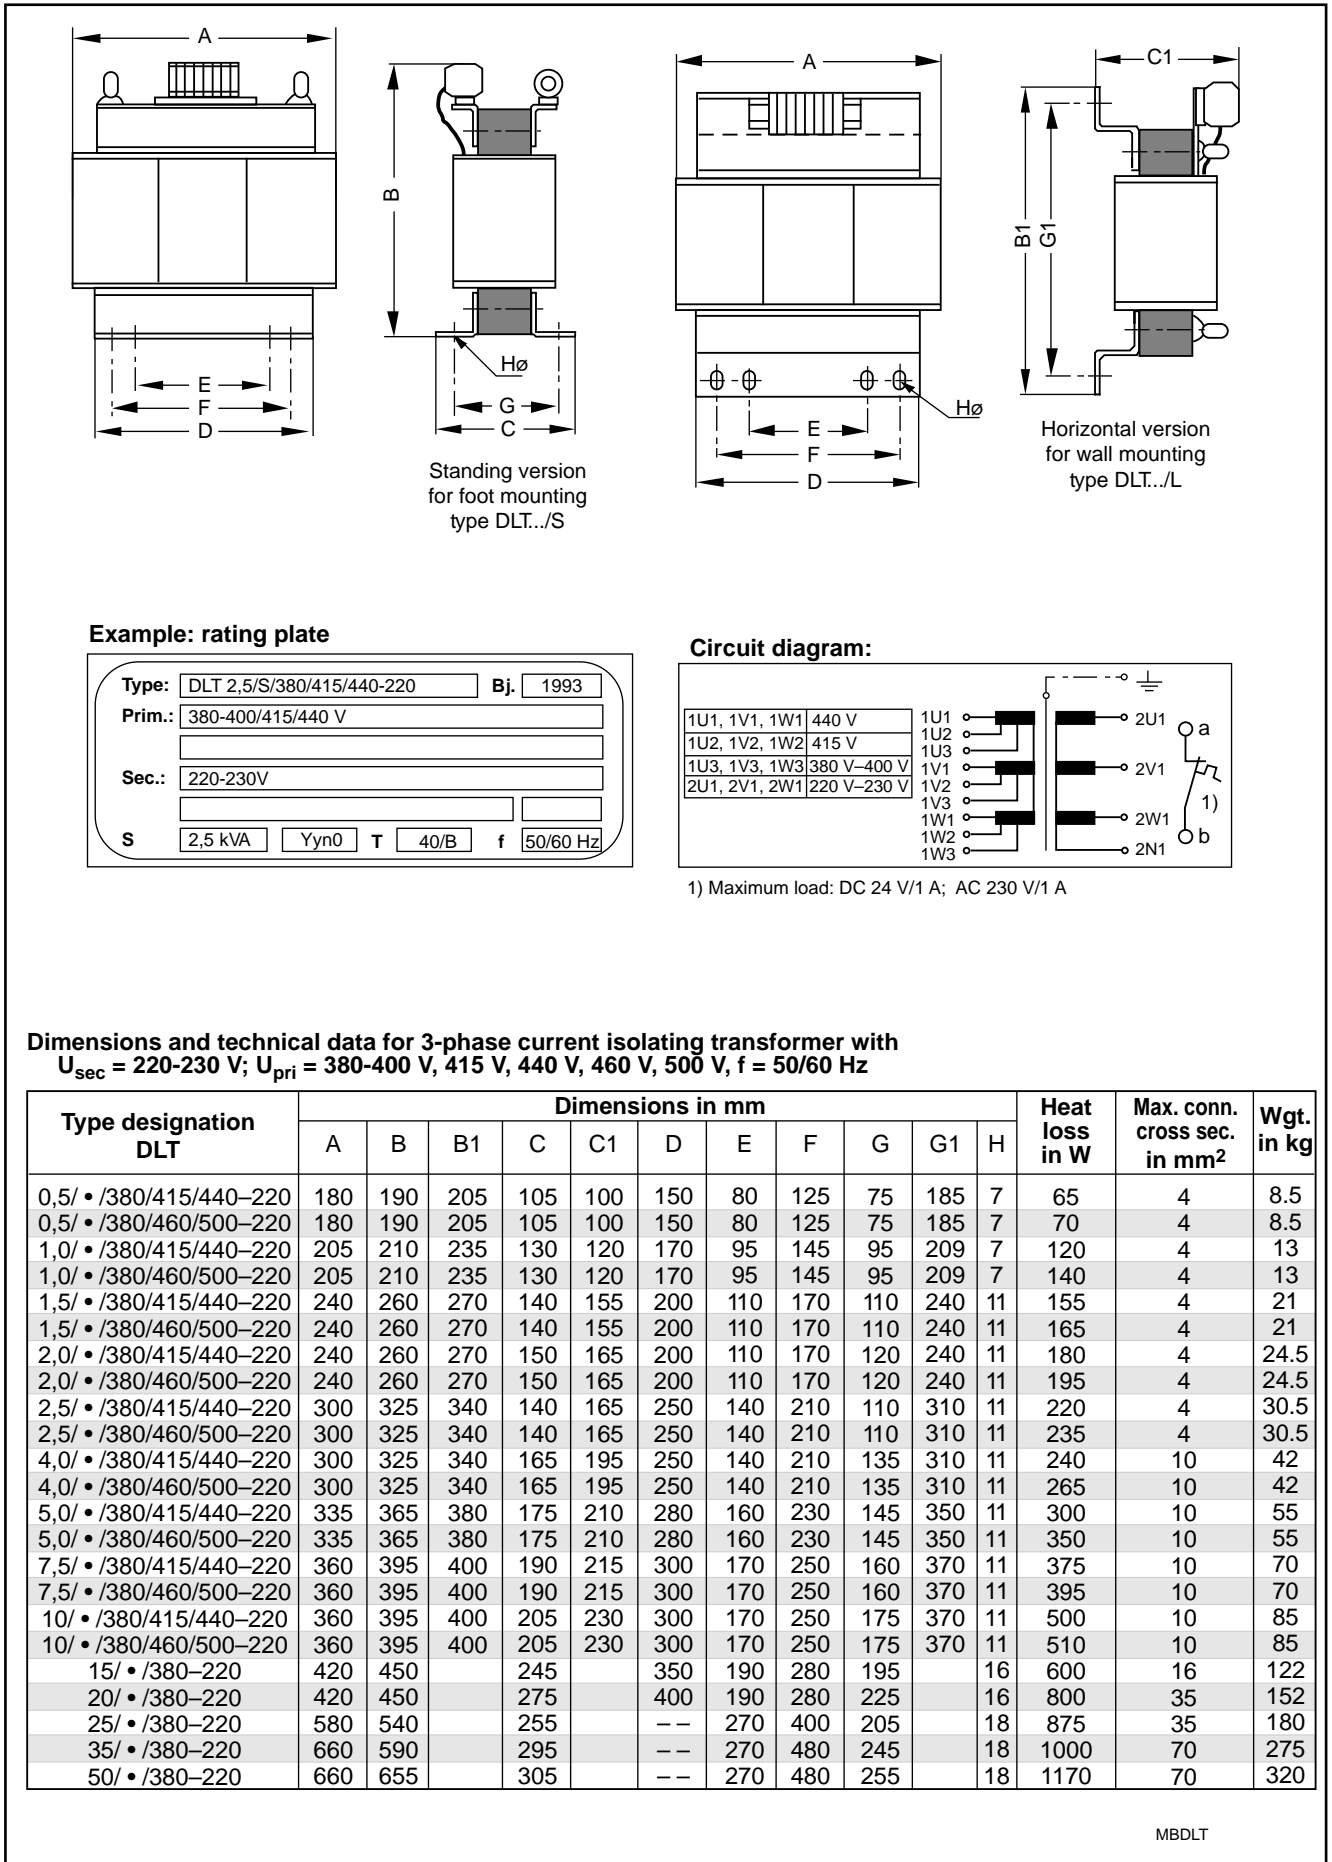 A
B
Hø
E
F
D
G
C
Standing version
for foot mounting
type DLT.../S
A
Hø
E
F
D
C1
B1
G1
Horizontal version
for wall mounting
type DLT.../L
Example: rating plate
Type: DLT 2,5/S/380/415/440-220 Bj. 1993
Prim.: 380-400/415/440 V
Sec.: 220-230V
S 2,5 kVA Yyn0 T 40/B f 50/60 Hz
Circuit diagram:
1U1, 1V1, 1W1 440 V
1U2, 1V2, 1W2 415 V
1U3, 1V3, 1W3 380 V–400 V
2U1, 2V1, 2W1 220 V–230 V
1U1
1U2
1U3
1V1
1V2
1V3
1W1
1W2
1W3
2U1
2V1
2W1
2N1
a
1)
b
1) Maximum load: DC 24 V/1 A; AC 230 V/1 A
Dimensions and technical data for 3-phase current isolating transformer with
Usec = 220-230 V; Upri = 380-400 V, 415 V, 440 V, 460 V, 500 V, f = 50/60 Hz
Type designation DLT Dimensions in mm Heat loss in W Max. conn. cross sec. in mm2 Wgt. in kg
A B B1 C C1 D E F G G1 H
0,5/ • /380/415/440–220 180 190 205 105 100 150 80 125 75 185 7 65 4 8.5
0,5/ • /380/460/500–220 180 190 205 105 100 150 80 125 75 185 7 70 4 8.5
1,0/ • /380/415/440–220 205 210 235 130 120 170 95 145 95 209 7 120 4 13
1,0/ • /380/460/500–220 205 210 235 130 120 170 95 145 95 209 7 140 4 13
1,5/ • /380/415/440–220 240 260 270 140 155 200 110 170 110 240 11 155 4 21
1,5/ • /380/460/500–220 240 260 270 140 155 200 110 170 110 240 11 165 4 21
2,0/ • /380/415/440–220 240 260 270 150 165 200 110 170 120 240 11 180 4 24.5
2,0/ • /380/460/500–220 240 260 270 150 165 200 110 170 120 240 11 195 4 24.5
2,5/ • /380/415/440–220 300 325 340 140 165 250 140 210 110 310 11 220 4 30.5
2,5/ • /380/460/500–220 300 325 340 140 165 250 140 210 110 310 11 235 4 30.5
4,0/ • /380/415/440–220 300 325 340 165 195 250 140 210 135 310 11 240 10 42
4,0/ • /380/460/500–220 300 325 340 165 195 250 140 210 135 310 11 265 10 42
5,0/ • /380/415/440–220 335 365 380 175 210 280 160 230 145 350 11 300 10 55
5,0/ • /380/460/500–220 335 365 380 175 210 280 160 230 145 350 11 350 10 55
7,5/ • /380/415/440–220 360 395 400 190 215 300 170 250 160 370 11 375 10 70
7,5/ • /380/460/500–220 360 395 400 190 215 300 170 250 160 370 11 395 10 70
10/ • /380/415/440–220 360 395 400 205 230 300 170 250 175 370 11 500 10 85
10/ • /380/460/500–220 360 395 400 205 230 300 170 250 175 370 11 510 10 85
15/ • /380–220 420 450 245 350 190 280 195 16 600 16 122
20/ • /380–220 420 450 275 400 190 280 225 16 800 35 152
25/ • /380–220 580 540 255 – – 270 400 205 18 875 35 180
35/ • /380–220 660 590 295 – – 270 480 245 18 1000 70 275
50/ • /380–220 660 655 305 – – 270 480 255 18 1170 70 320
MBDLT